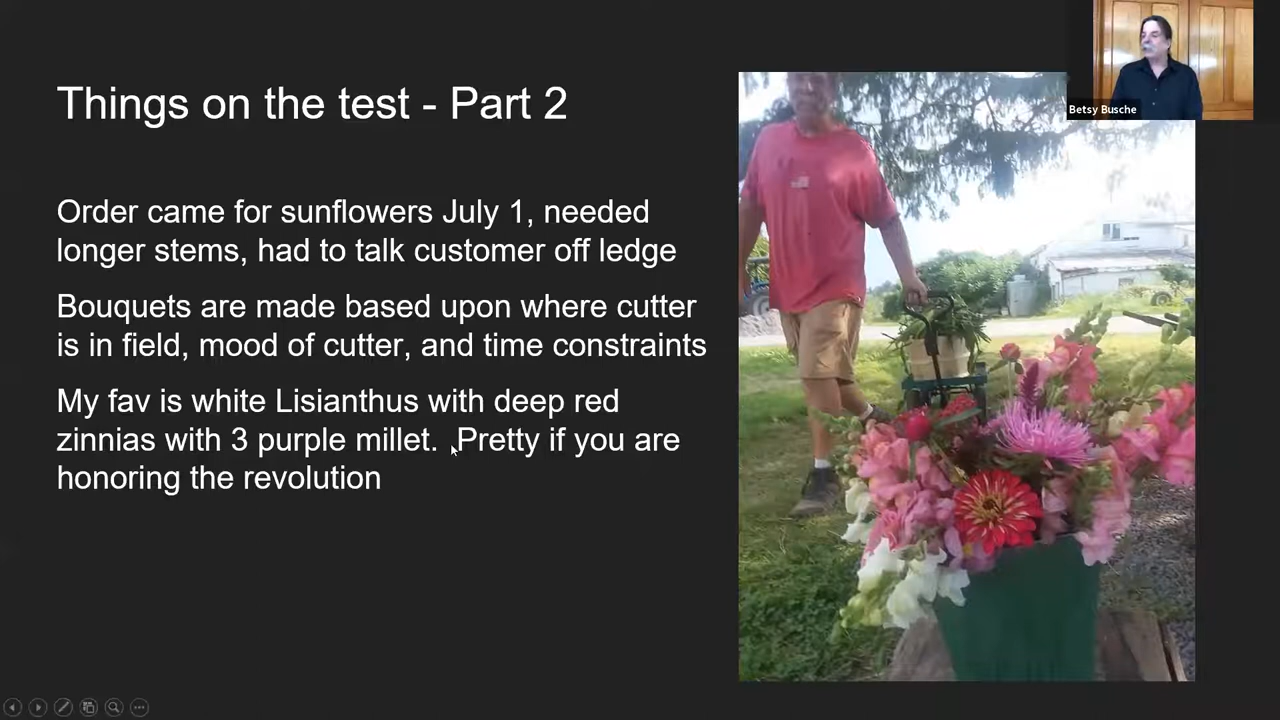 Betsy Busche
Things on the test - Part 2
Order came for sunflowers July 1, needed
longer stems, had to talk customer off ledge
Bouquets are made based upon where cutter
is in field, mood of cutter, and time constraints
My fav is white Lisianthus with deep red
zinnias with 3 purple millet.  Pretty if you are
honoring the revolution